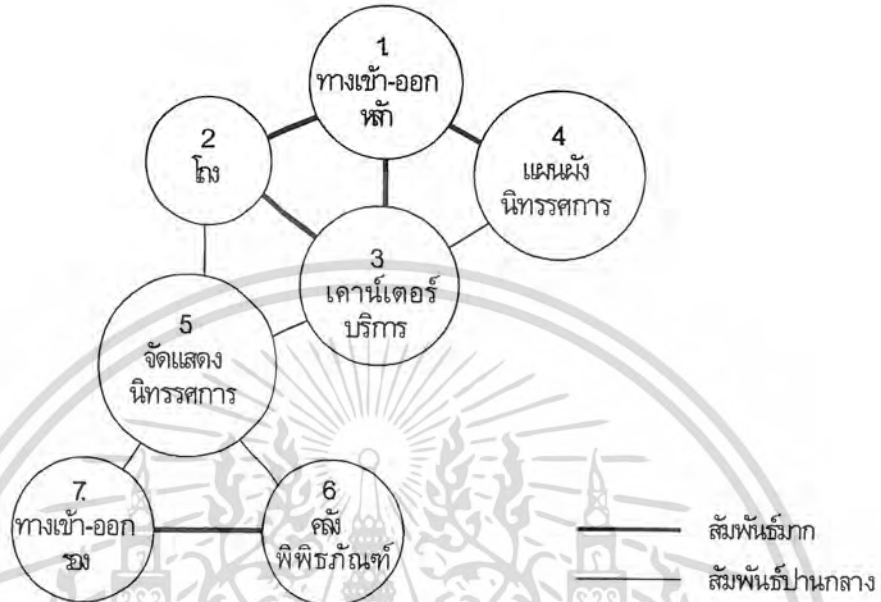 1.
ทางเข้า-ออก
หลัก
2
โถง
4
แผนผัง
นิทรรศการ
3
เคาน์เตอร์
บริการ
5
จัดแสดง
นิทรรศการ
7.
ทางเข้า-ออก
รอง
6
คลัง
พิพิธภัณฑ์
สัมพันธ์มาก
สัมพันธ์ปานกลาง